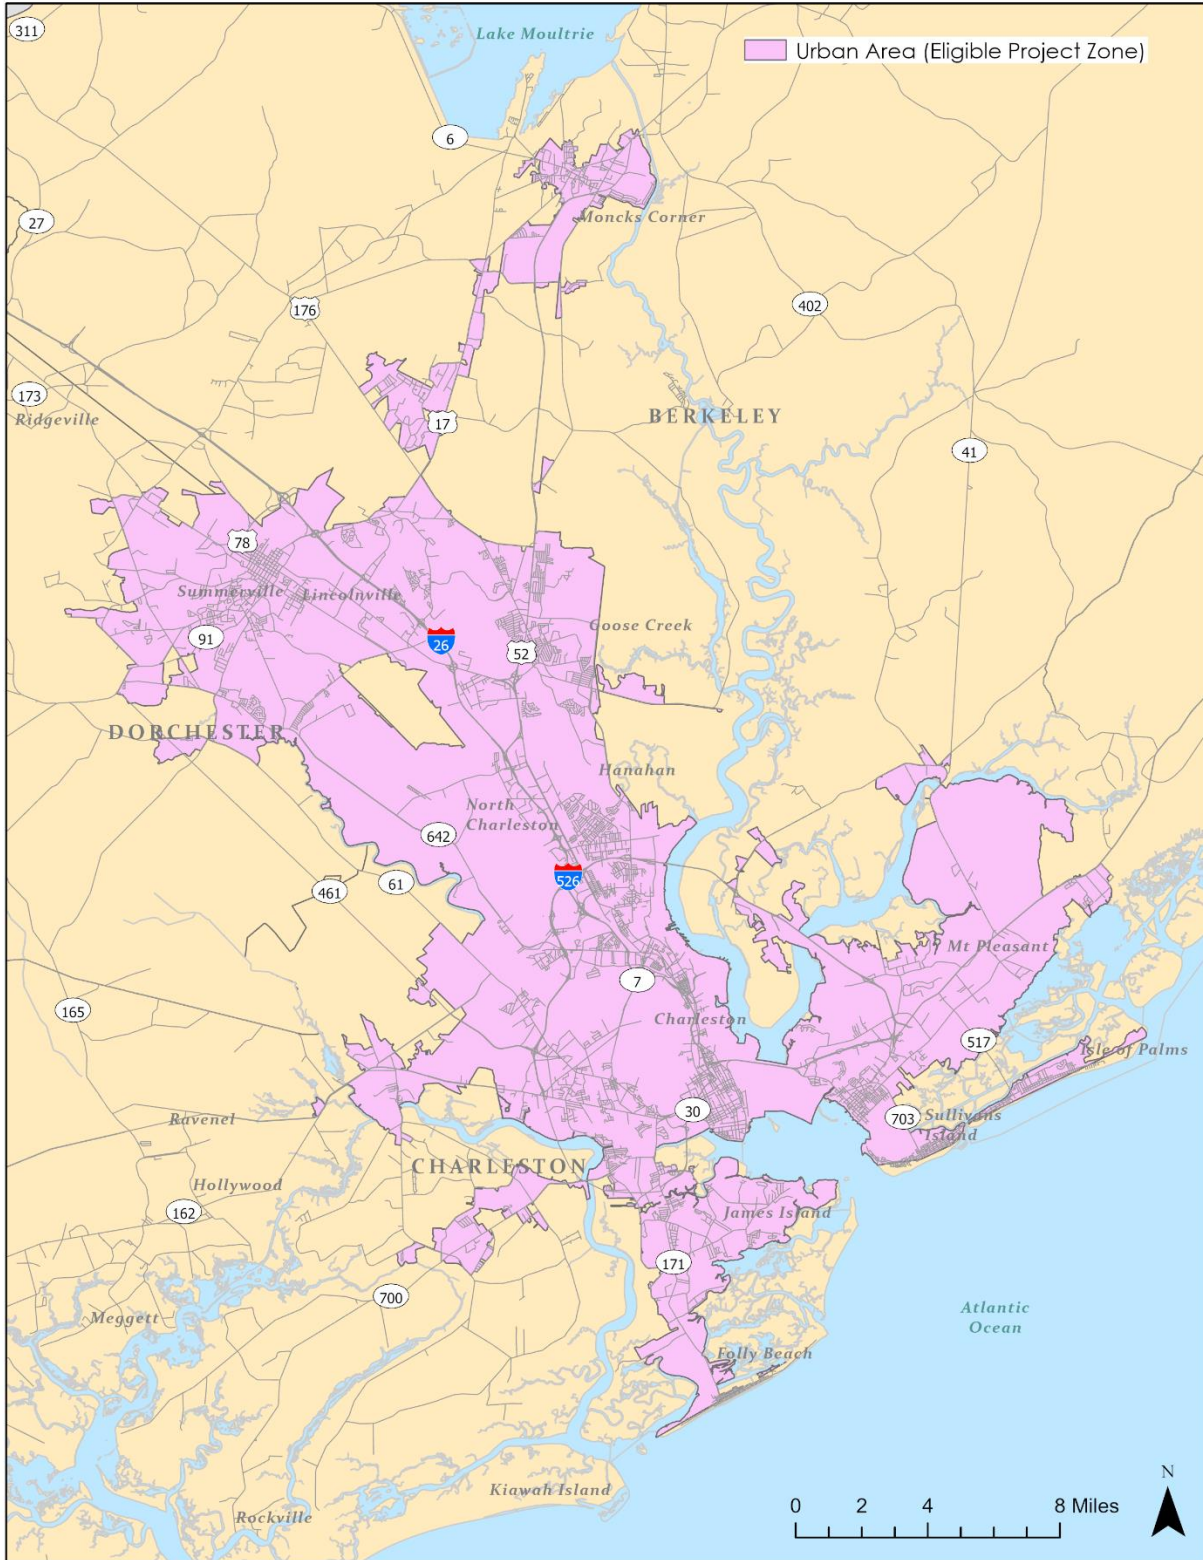 311
Lake Moultrie
Urban Area (Eligible Project Zone)
6
Moncks Corner
27
176
402
173
Ridgeville
17
BERKELEY
41
78
Summerville
Lincolnville
91
26
52
Goose Creek
DORCHESTER
Hanahan
North
Charleston
642
526
61
461
Mt Pleasant
7
165
Charleston
517
Isle of Palms
Ravenel
30
703
Sullivans
Island
CHARLESTON
Hollywood
162
James Island
171
700
Meggett
Atlantic
Ocean
Folly Beach
Kiawah Island
Rockville
N
0 2 4 8 Miles